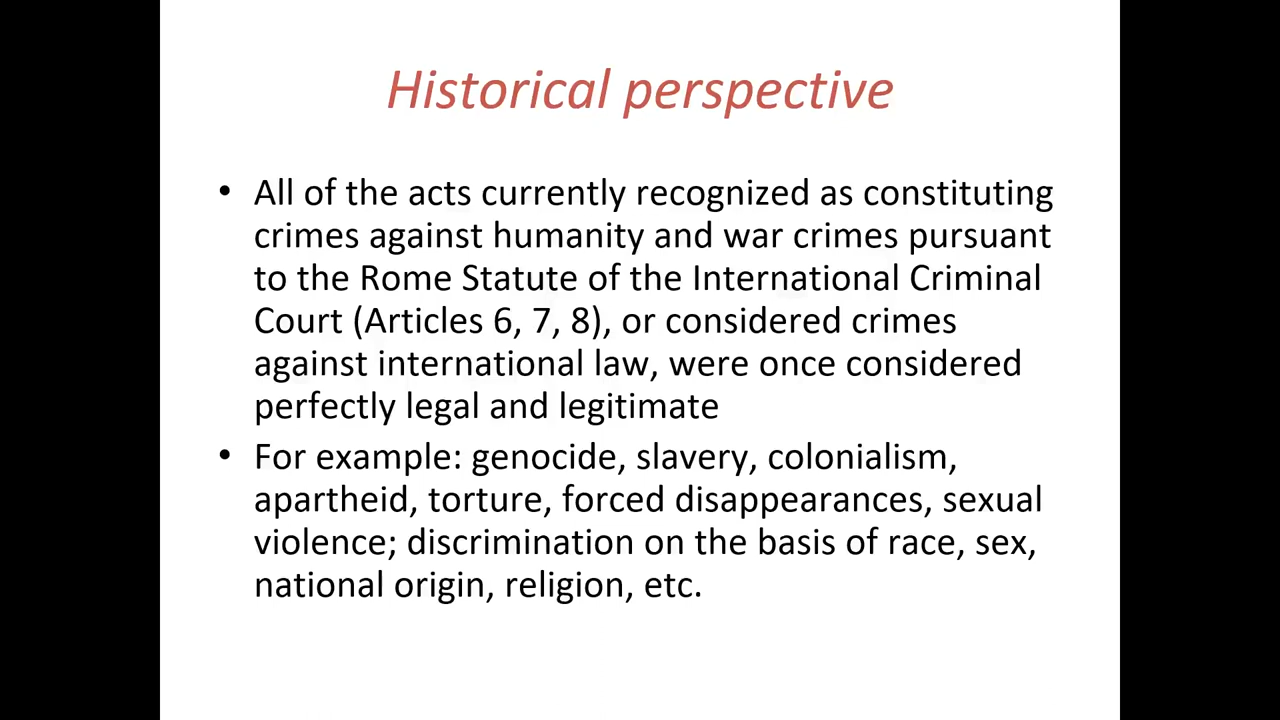 Historical perspective
• All of the acts currently recognized as constituting
crimes against humanity and war crimes pursuant
to the Rome Statute of the International Criminal
Court (Articles 6, 7, 8), or considered crimes
against international law, were once considered
perfectly legal and legitimate
• For example: genocide, slavery, colonialism,
apartheid, torture, forced disappearances, sexual
violence; discrimination on the basis of race, sex,
national origin, religion, etc.